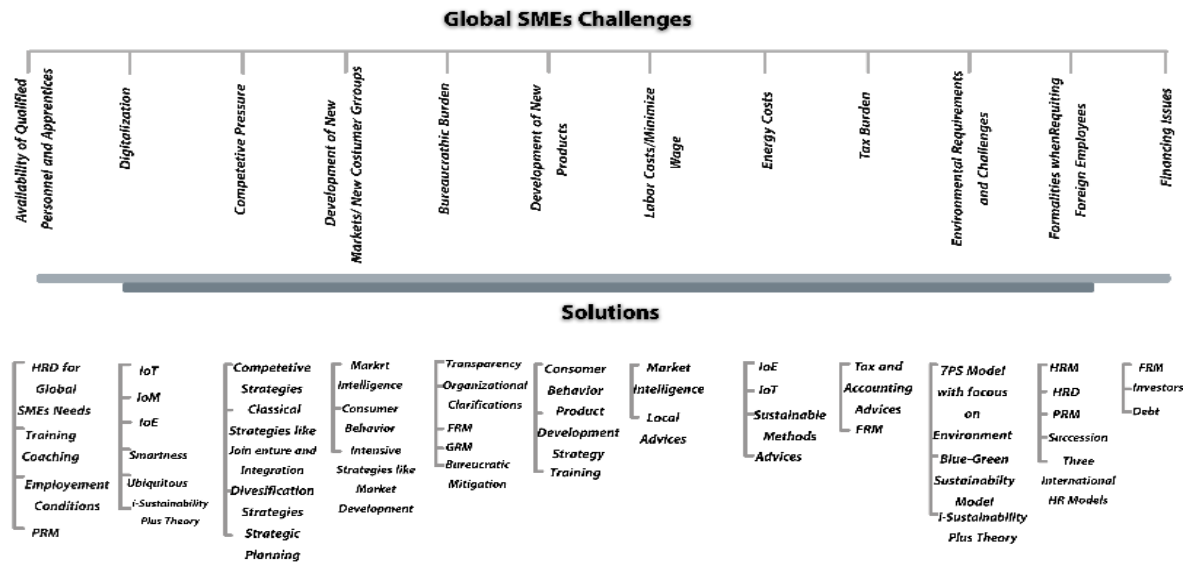 Global SMEs Challenges
Availability of Quolified
Personnel and Apprentices
Digitalization
Competetive Pressure
Development of New
Markets/ New Costumer Grroups
Bureaucrathic Burden
Development of New
Products
Labor Costs/Minimize
Wage
Energy Costs
Tax Burden
Environmental Requirements
and Challenges
Formalities whenRequiting
Foreign Employees
Financing Issues
Solutions
HRD for
Global
SMEs Needs
Training
Coaching
Employement
Conditions
PRM
IoT
IoM
IoE
Smartness
Ubiquitous
i-Sustainability
Plus Theory
Competetive
Strategies
Classical
Strategies like
Join enture and
Integration
Divesification
Strategies
Strategic
Planning
Markrt
Intelligence
Consumer
Behavior
Intensive
Strategies like
Market
Development
Transparency
Organizational
Clarifications
FRM
GRM
Bureucratic
Mitigation
Consomer
Behavior
Product
Development
Strategy
Training
Market
Intelligence
Local
Advices
IoE
IoT
Sustainable
Methods
Advices
Tax and
Accounting
Advices
FRM
7PS Model
with focous
on
Environment
Blue-Green
Sustainabilty
Model
i-Sustainability
Plus Theory
HRM
HRD
PRM
Succession
Three
International
HR Models
FRM
Investors
Debt